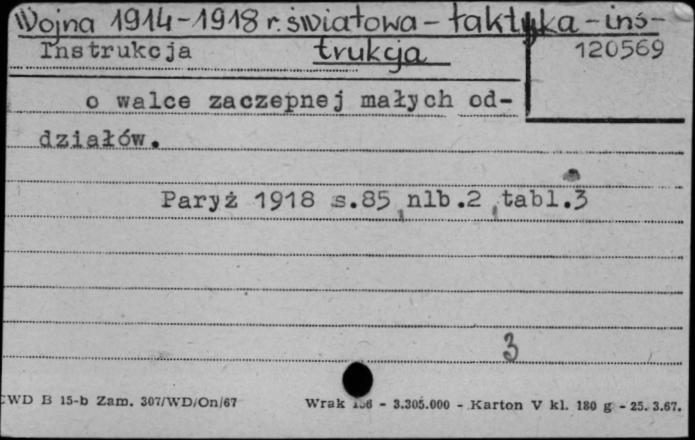 Wojna 1914-1918 r. światowa - taktyka - ins-
trukcja
Instrukcja
120569
o walce zaczepnej małych od-
działów.
Paryż 1918 s.85, nlb.2, tabl.3
3
CWD B 15-b Zam. 307/WD/On/67
Wrak - 3.305.000 - Karton V kl. 180 g - 25. 3.67.